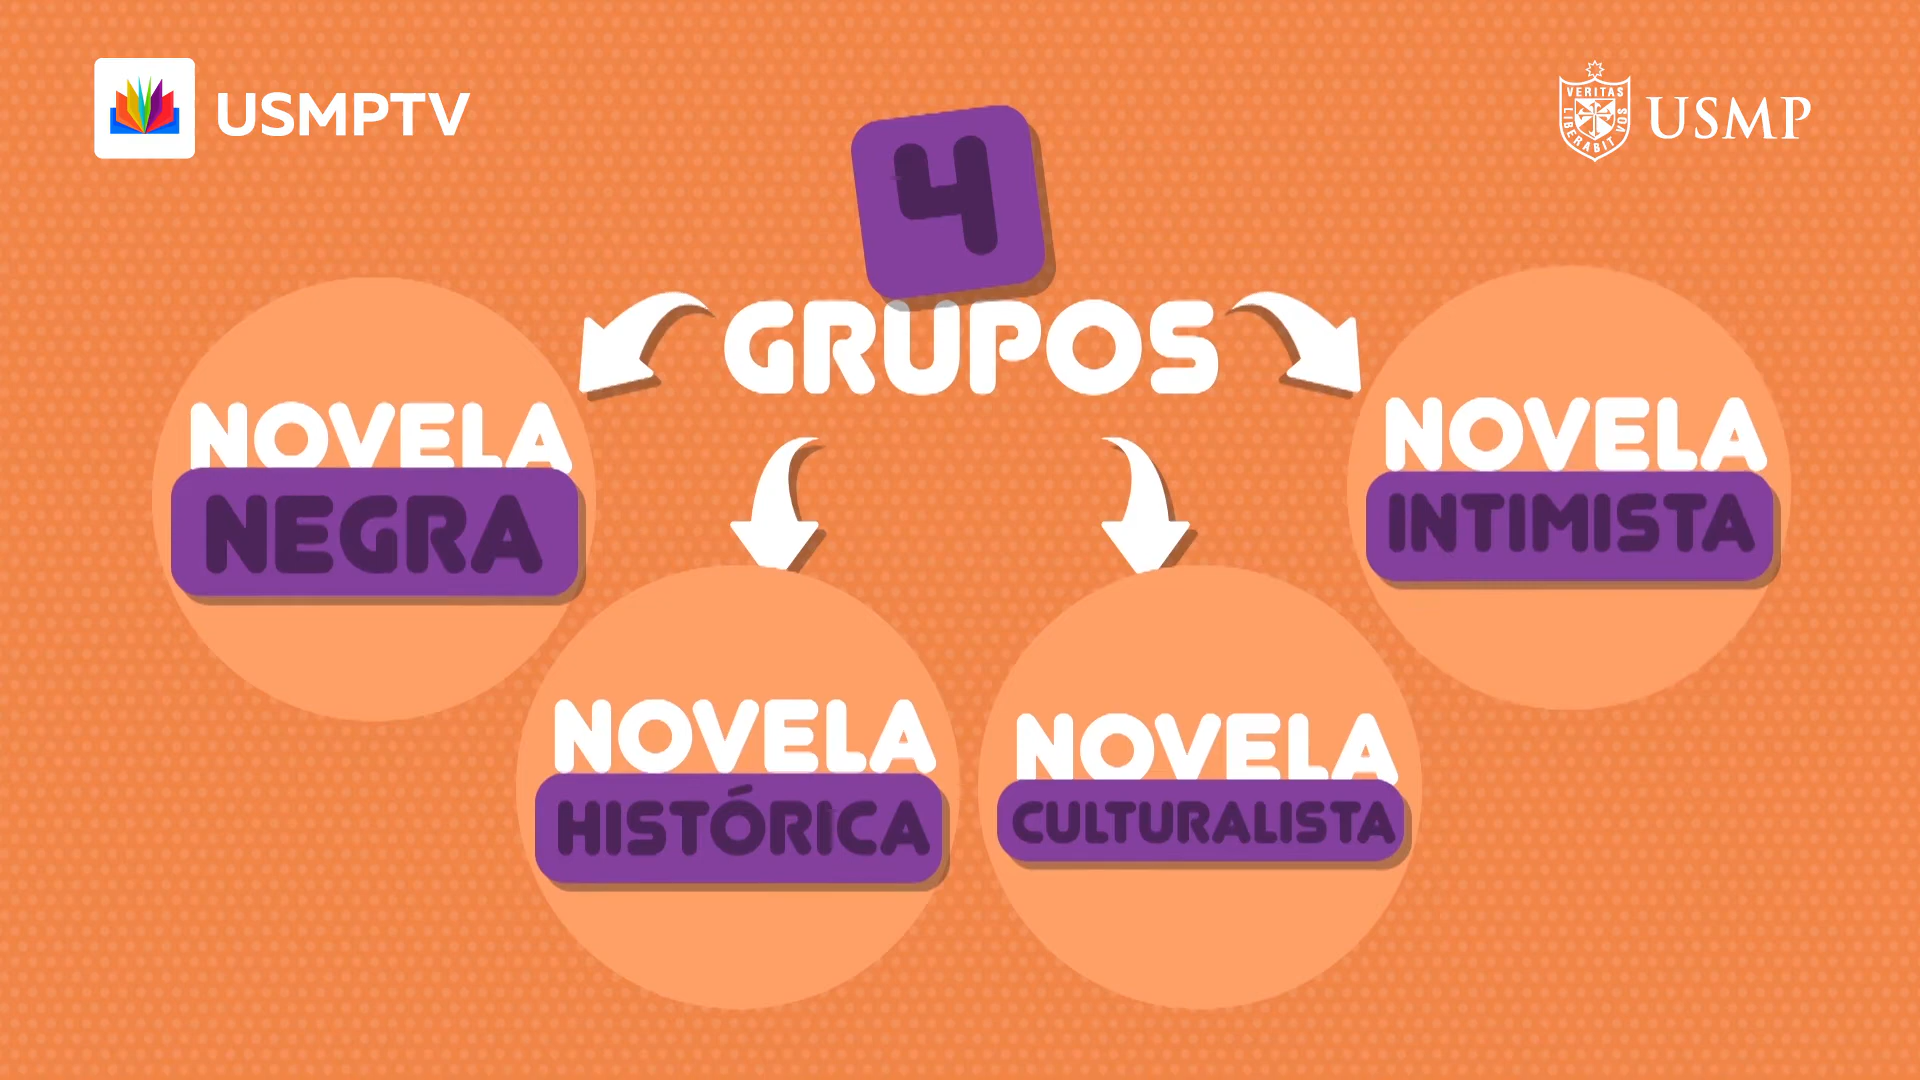 USMPTV
VERITAS
LIBERABIT VOS
USMP
4
GRUPOS
NOVELA
NEGRA
NOVELA
HISTÓRICA
NOVELA
CULTURALISTA
NOVELA
INTIMISTA